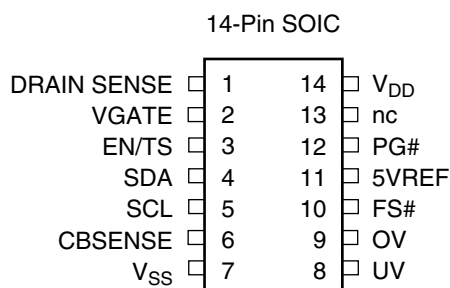 14-Pin SOIC
DRAIN SENSE 1 14 VDD
VGATE 2 13 nc
EN/TS 3 12 PG#
SDA 4 11 5VREF
SCL 5 10 FS#
CBSENSE 6 9 OV
VSS 7 8 UV